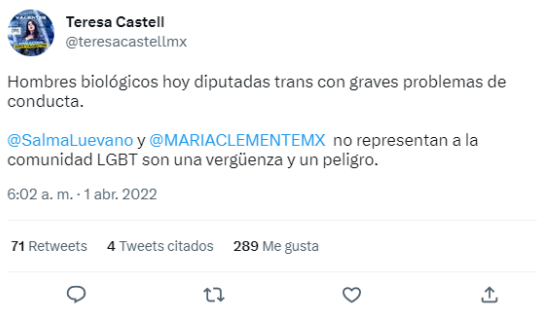 Teresa Castell
@teresacastellmx
Hombres biológicos hoy diputadas trans con graves problemas de
conducta.
@SalmaLuevano y @MARIACLEMENTEMX no representan a la
comunidad LGBT son una vergüenza y un peligro.
6:02 a. m. · 1 abr. 2022
71 Retweets 4 Tweets citados 289 Me gusta